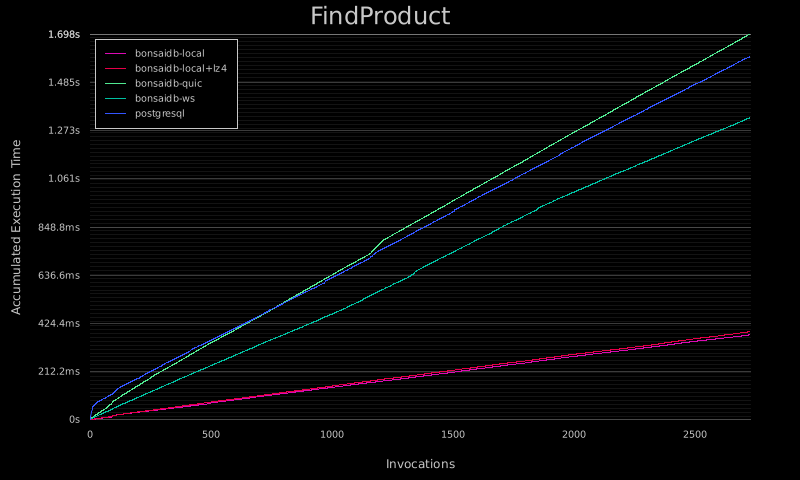 FindProduct
1.698s
1.485s
1.273s
1.061s
848.8ms
636.6ms
424.4ms
212.2ms
0s
bonsaidb-local
bonsaidb-local+lz4
bonsaidb-quic
bonsaidb-ws
postgresql
Accumulated Execution Time
0 500 1000 1500 2000 2500
Invocations